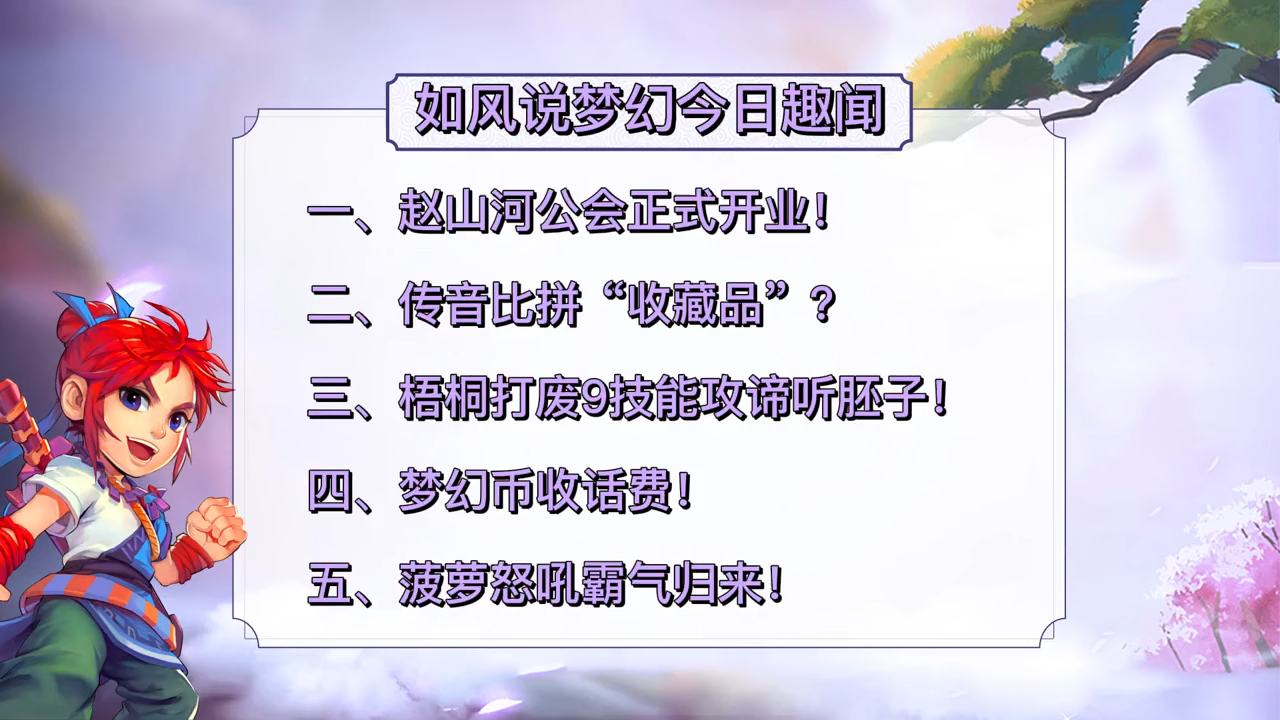 如风说梦幻今日趣闻
一、赵山河公会正式开业！
二、传音比拼“收藏品”？
三、梧桐打废9技能攻谛听胚子！
四、梦幻币收话费！
五、菠萝怒吼霸气归来！